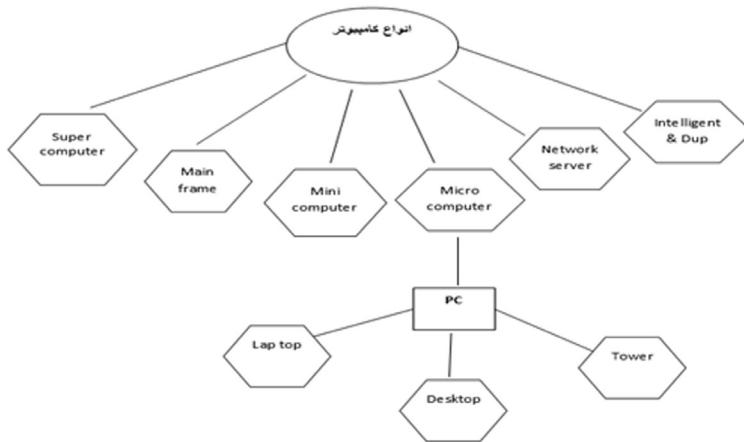 انواع کامپیوتر
Super
computer
Main
frame
Mini
computer
Micro
computer
Network
server
Intelligent
& Dup
PC
Lap top
Desktop
Tower